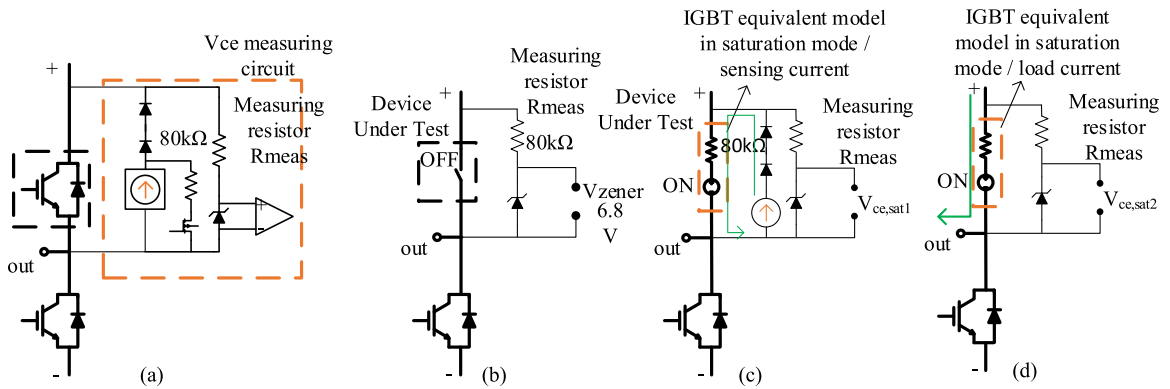 Vce measuring
circuit
+
Measuring
resistor
Rmeas
80kΩ
+
-
out
-
(a)
+
Measuring
resistor
Rmeas
Device
Under Test
80kΩ
OFF
Vzener
6.8
V
out
-
(b)
IGBT equivalent model
in saturation mode /
sensing current
+
Device
Under Test
Measuring
resistor
Rmeas
80kΩ
ON
Vce,sat1
out
-
(c)
IGBT equivalent
model in saturation
mode / load current
+
Measuring
resistor
Rmeas
ON
Vce,sat2
out
-
(d)